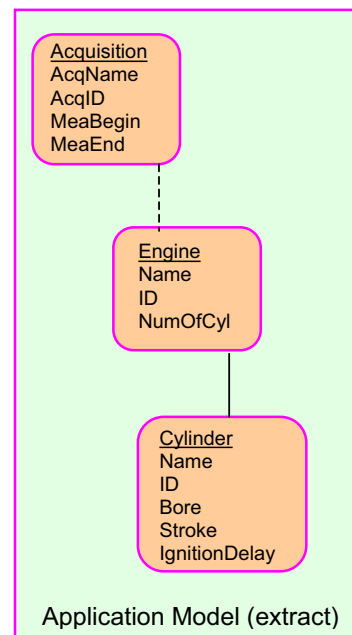 Acquisition
AcqName
AcqID
MeaBegin
MeaEnd
Engine
Name
ID
NumOfCyl
Cylinder
Name
ID
Bore
Stroke
IgnitionDelay
Application Model (extract)